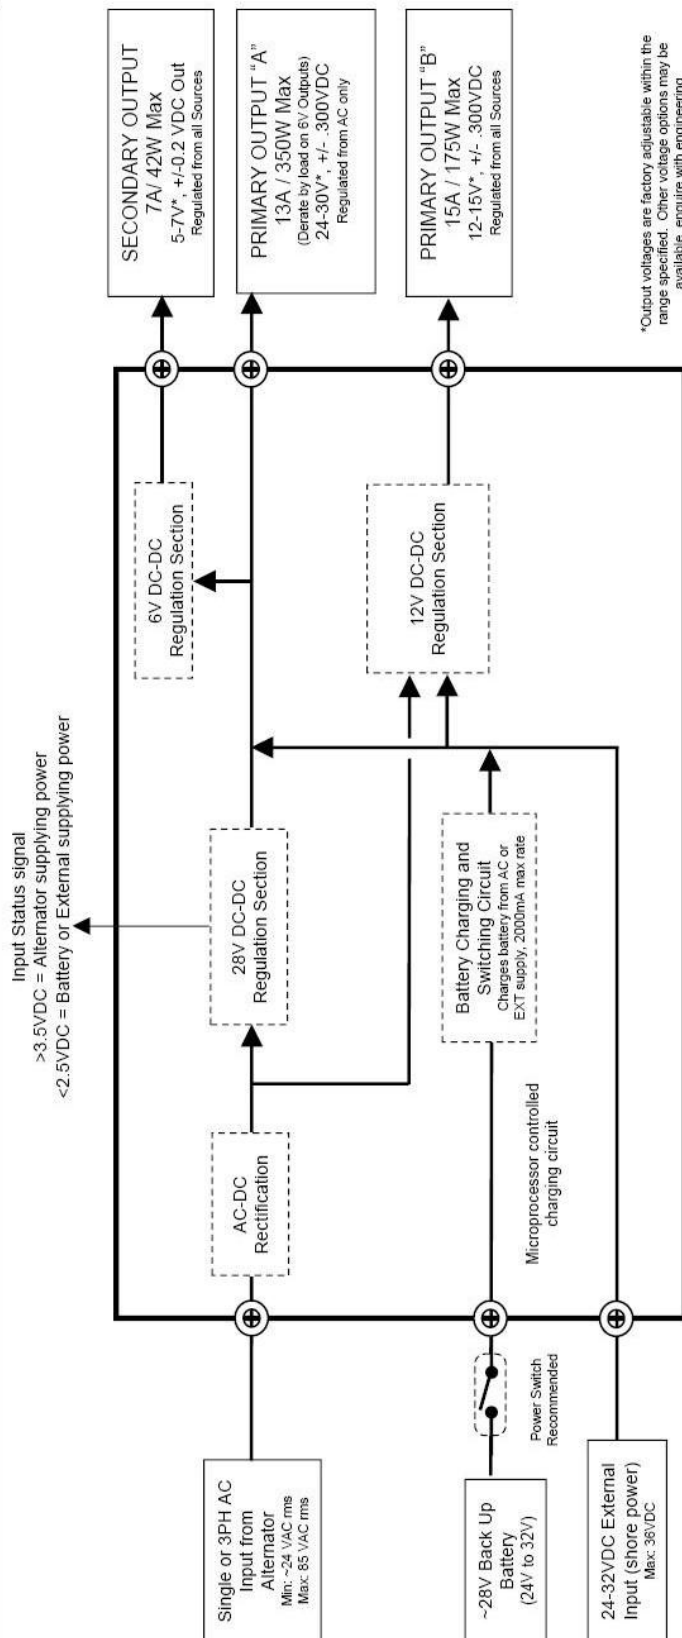 Input Status signal
>3.5VDC = Alternator supplying power
<2.5VDC = Battery or External supplying power
Single or 3PH AC
Input from
Alternator
Min: ~24 VAC rms
Max: 85 VAC rms
AC-DC
Rectification
28V DC-DC
Regulation Section
6V DC-DC
Regulation Section
SECONDARY OUTPUT
7A/ 42W Max
5-7V*, +/-0.2 VDC Out
Regulated from all Sources
PRIMARY OUTPUT “A”
13A / 350W Max
(Derate by load on 6V Outputs)
24-30V*, +/- .300VDC
Regulated from AC only
~28V Back Up
Battery
(24V to 32V)
Power Switch
Recommended
Microprocessor controlled
charging circuit
Battery Charging and
Switching Circuit
Charges battery from AC or
EXT supply, 2000mA max rate
12V DC-DC
Regulation Section
PRIMARY OUTPUT “B”
15A / 175W Max
12-15V*, +/- .300VDC
Regulated from all Sources
24-32VDC External
Input (shore power)
Max: 36VDC
*Output voltages are factory adjustable within the
range specified. Other voltage options may be
available, enquire with engineering